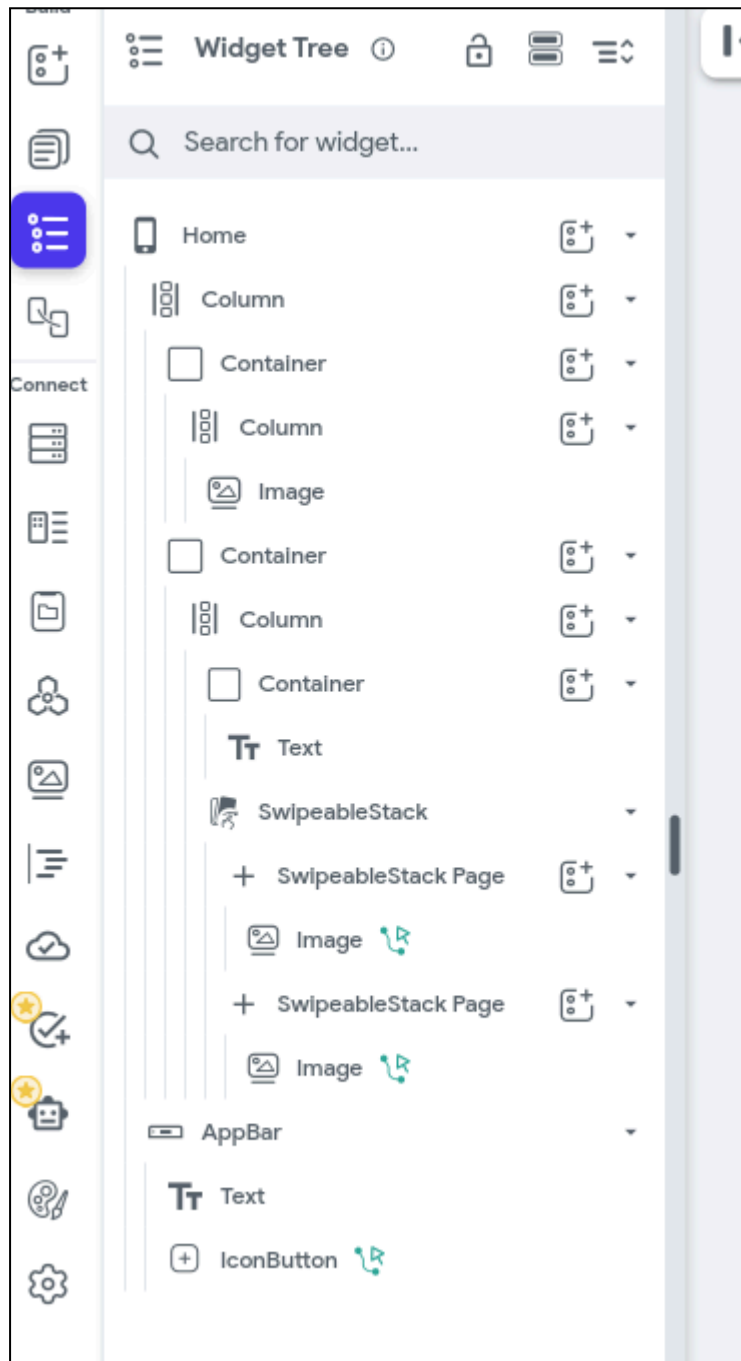 Build
Widget Tree
Search for widget...
Home
Column
Connect
Container
Column
Image
Container
Column
Container
Text
SwipeableStack
SwipeableStack Page
Image
SwipeableStack Page
Image
AppBar
Text
IconButton